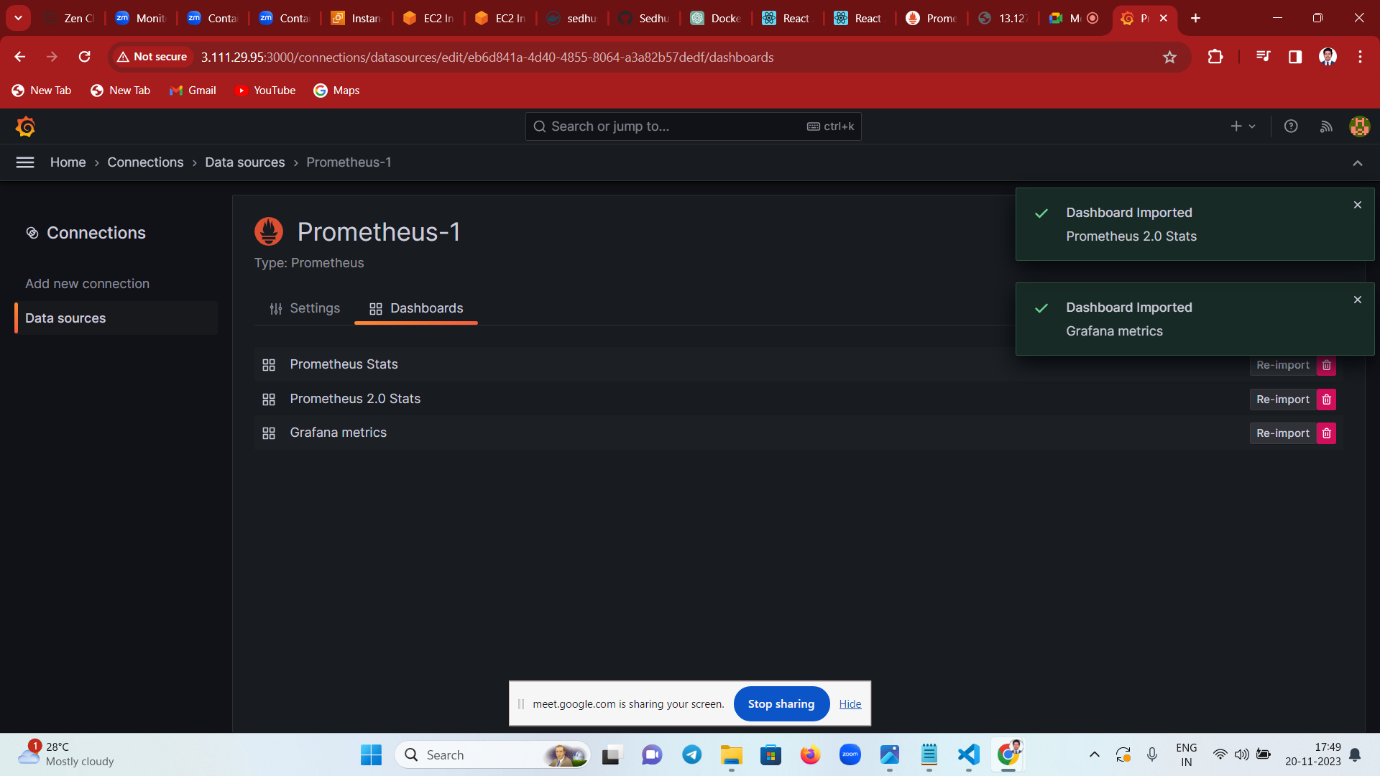 Zen Cl
Monito
Conta
Conta
Instan
EC2 In
EC2 In
sedhu
Sedhu
Docke
React
React
Prome
13.127
M
P
Not secure
3.111.29.95:3000/connections/datasources/edit/eb6d841a-4d40-4855-8064-a3a82b57dedf/dashboards
New Tab
New Tab
Gmail
YouTube
Maps
Search or jump to...
ctrl+k
Home › Connections › Data sources › Prometheus-1
Connections
Add new connection
Data sources
Prometheus-1
Type: Prometheus
Settings
Dashboards
Dashboard Imported
Prometheus 2.0 Stats
Dashboard Imported
Grafana metrics
Prometheus Stats
Re-import
Prometheus 2.0 Stats
Re-import
Grafana metrics
Re-import
meet.google.com is sharing your screen.
Stop sharing
Hide
1
28°C
Mostly cloudy
Search
zoom
ENG
IN
17:49
20-11-2023